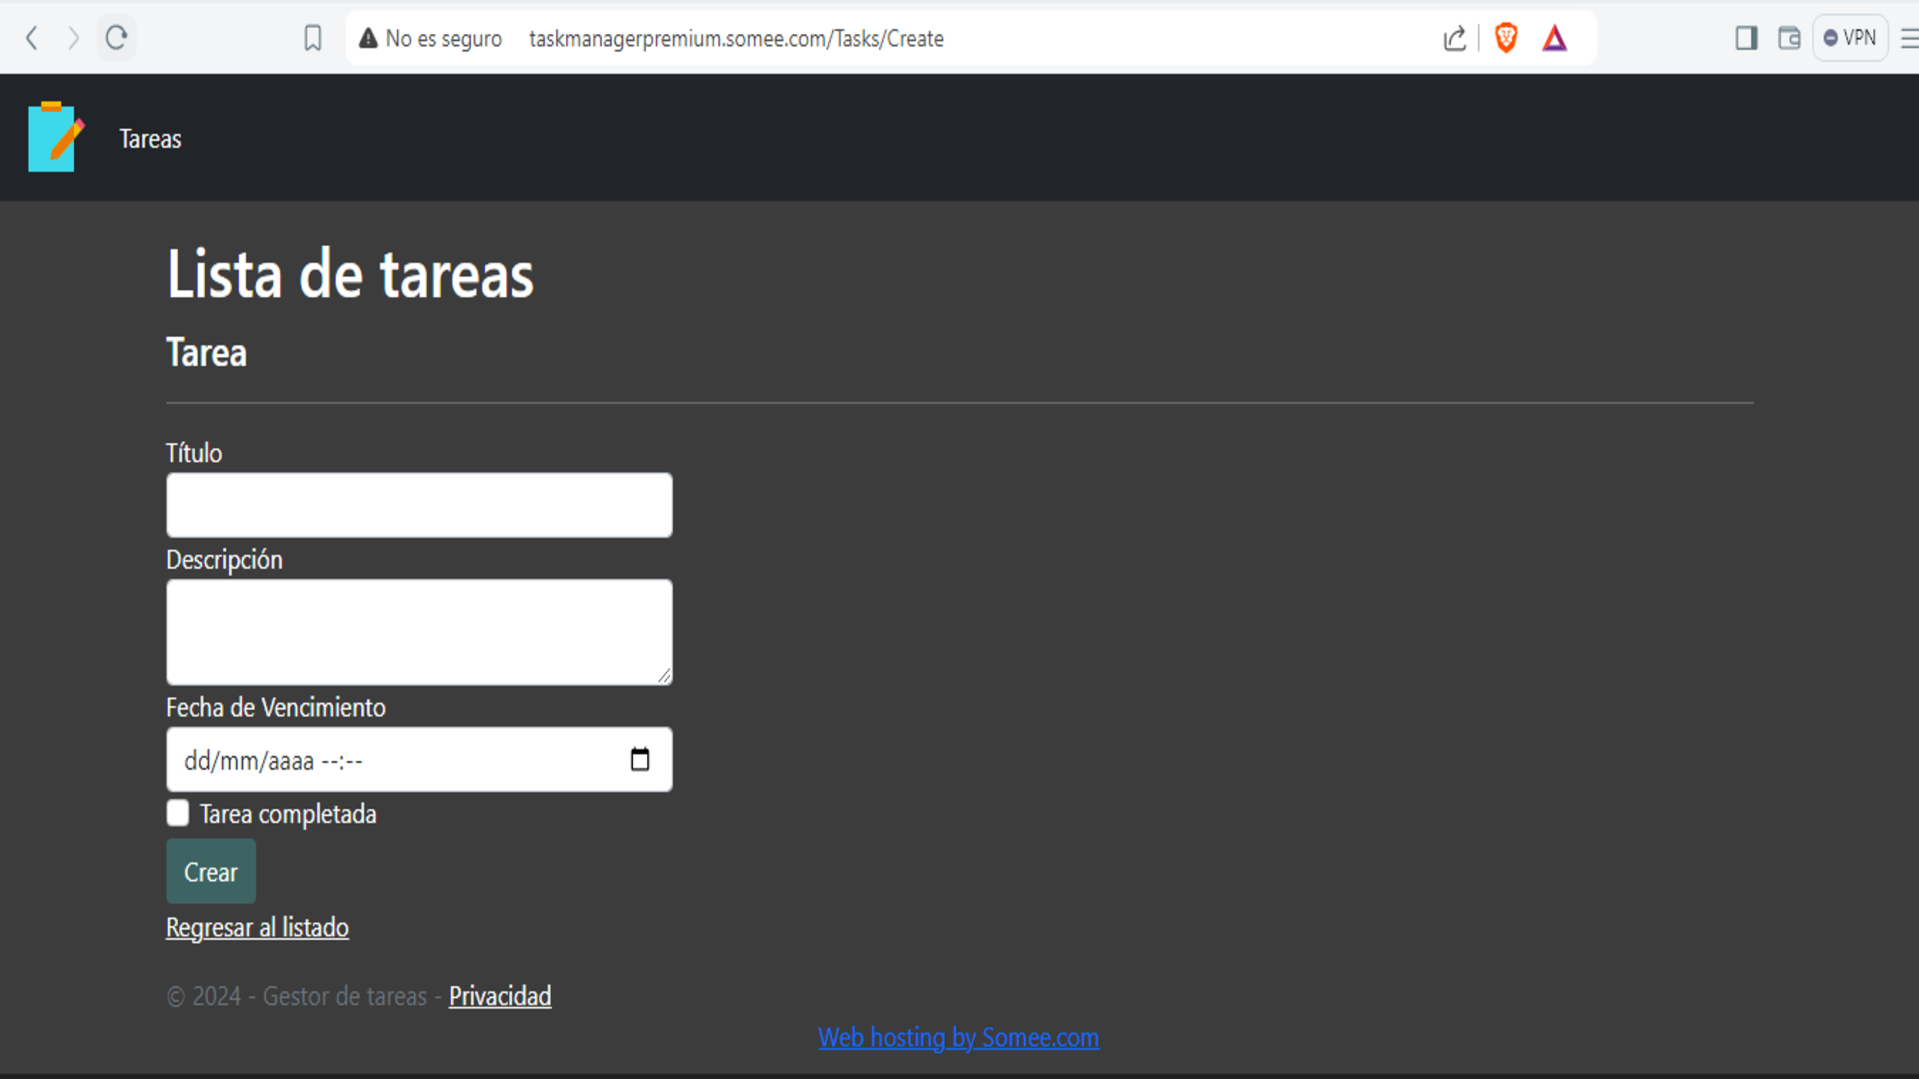 No es seguro taskmanagerpremium.somee.com/Tasks/Create VPN
Tareas
Lista de tareas
Tarea
Título
Descripción
Fecha de Vencimiento
dd/mm/aaaa --:--
Tarea completada
Crear
Regresar al listado
© 2024 - Gestor de tareas - Privacidad
Web hosting by Somee.com